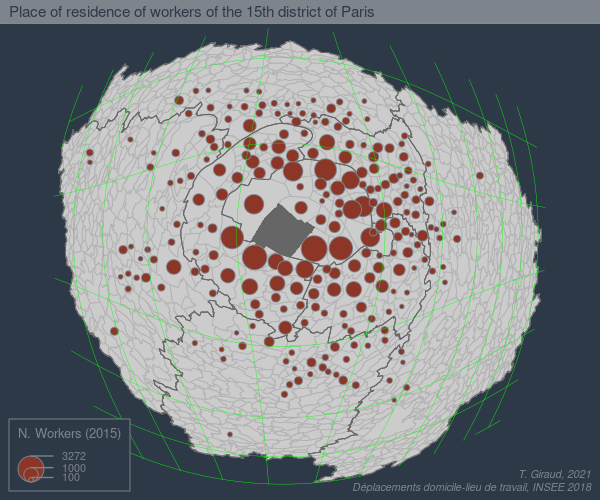 Place of residence of workers of the 15th district of Paris
N. Workers (2015)
3272
1000
100
T. Giraud, 2021
Déplacements domicile-lieu de travail, INSEE 2018